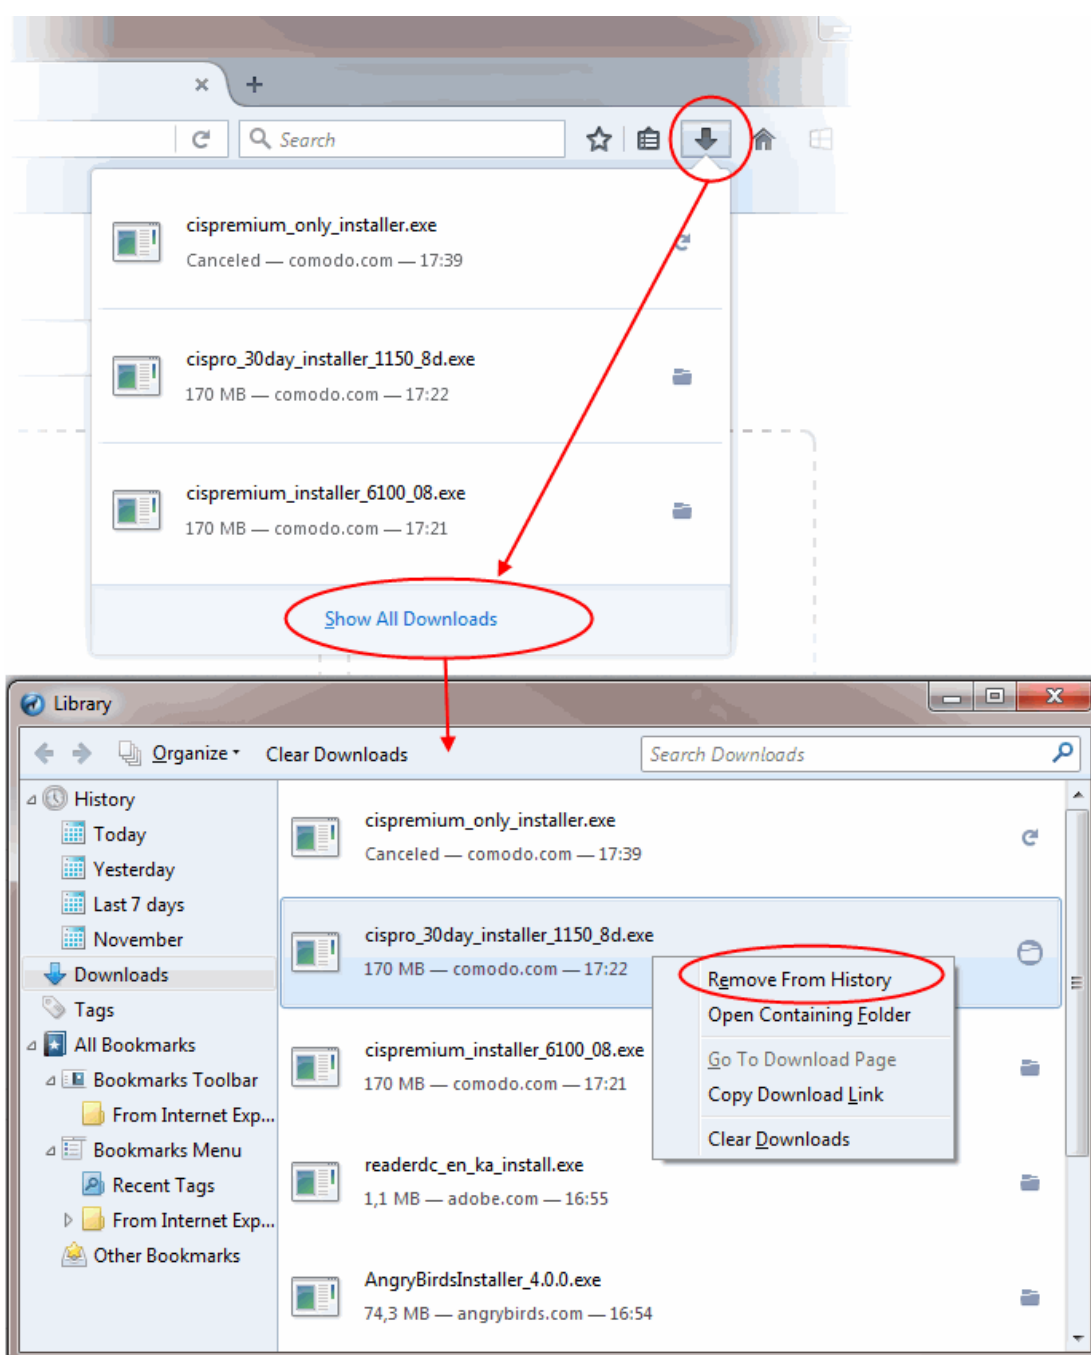 Search
cispremium_only_installer.exe
Canceled — comodo.com — 17:39
cispro_30day_installer_1150_8d.exe
170 MB — comodo.com — 17:22
cispremium_installer_6100_08.exe
170 MB — comodo.com — 17:21
Show All Downloads
Library
Organize
Clear Downloads
Search Downloads
History
Today
Yesterday
Last 7 days
November
Downloads
Tags
All Bookmarks
Bookmarks Toolbar
From Internet Exp...
Bookmarks Menu
Recent Tags
From Internet Exp...
Other Bookmarks
cispremium_only_installer.exe
Canceled — comodo.com — 17:39
cispro_30day_installer_1150_8d.exe
170 MB — comodo.com — 17:22
cispremium_installer_6100_08.exe
170 MB — comodo.com — 17:21
readerdc_en_ka_install.exe
1,1 MB — adobe.com — 16:55
AngryBirdsInstaller_4.0.0.exe
74,3 MB — angrybirds.com — 16:54
Remove From History
Open Containing Folder
Go To Download Page
Copy Download Link
Clear Downloads